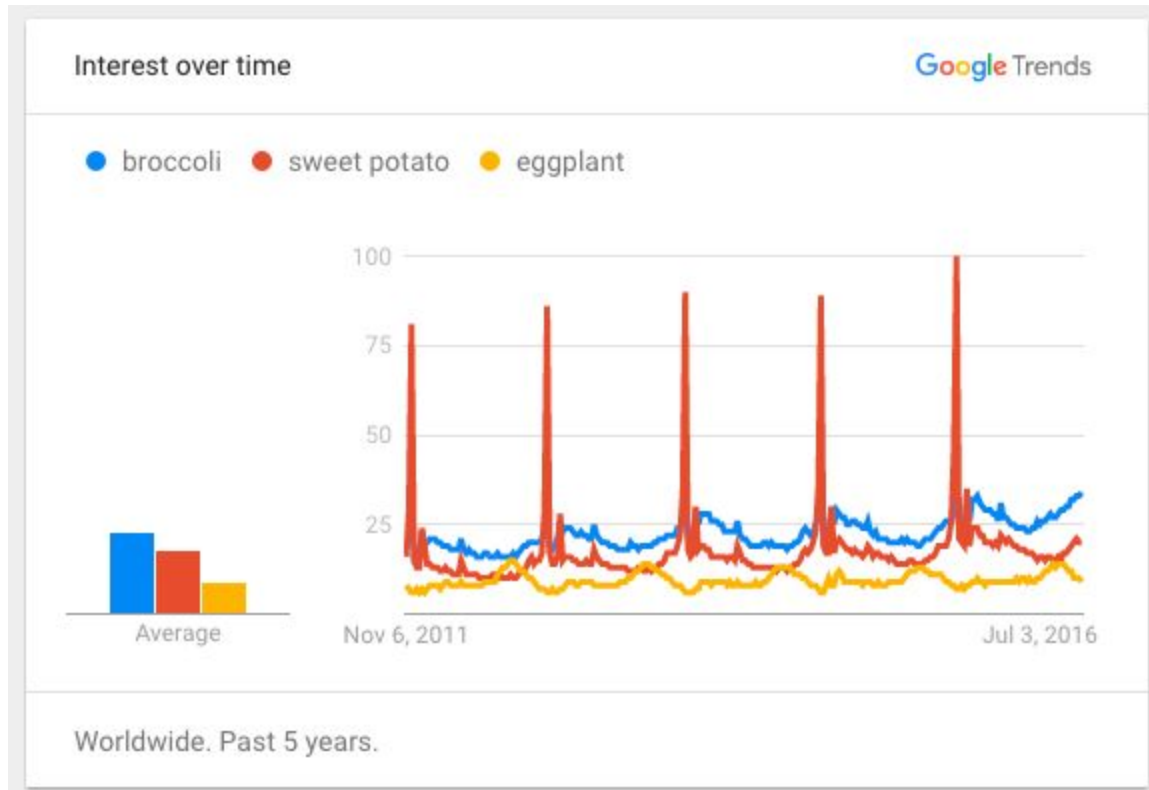 Interest over time
Google Trends
broccoli sweet potato eggplant
100
75
50
25
Average
Nov 6, 2011
Jul 3, 2016
Worldwide. Past 5 years.